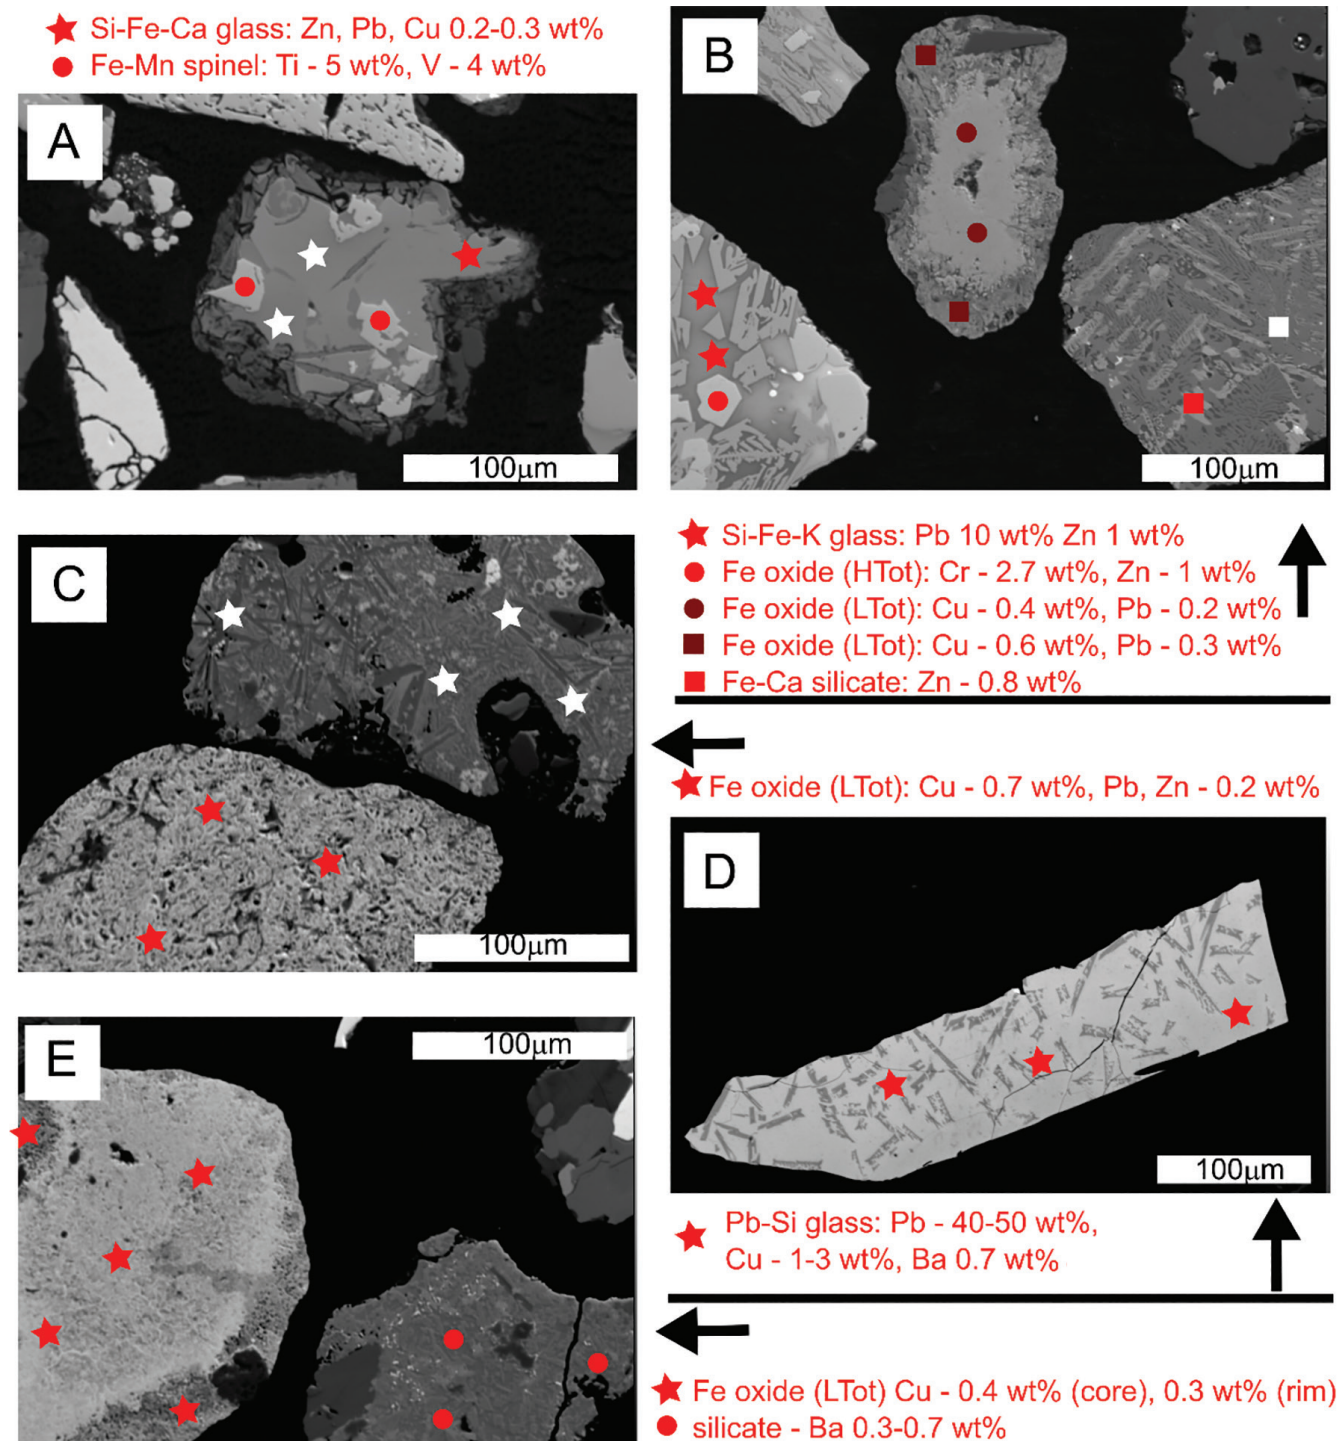 Si-Fe-Ca glass: Zn, Pb, Cu 0.2-0.3 wt%
Fe-Mn spinel: Ti - 5 wt%, V - 4 wt%
A
100μm
B
100μm
Si-Fe-K glass: Pb 10 wt% Zn 1 wt%
Fe oxide (HTot): Cr - 2.7 wt%, Zn - 1 wt%
Fe oxide (LTot): Cu - 0.4 wt%, Pb - 0.2 wt%
Fe oxide (LTot): Cu - 0.6 wt%, Pb - 0.3 wt%
Fe-Ca silicate: Zn - 0.8 wt%
C
100μm
Fe oxide (LTot): Cu - 0.7 wt%, Pb, Zn - 0.2 wt%
D
100μm
Pb-Si glass: Pb - 40-50 wt%,
Cu - 1-3 wt%, Ba 0.7 wt%
E
100μm
Fe oxide (LTot) Cu - 0.4 wt% (core), 0.3 wt% (rim)
silicate - Ba 0.3-0.7 wt%